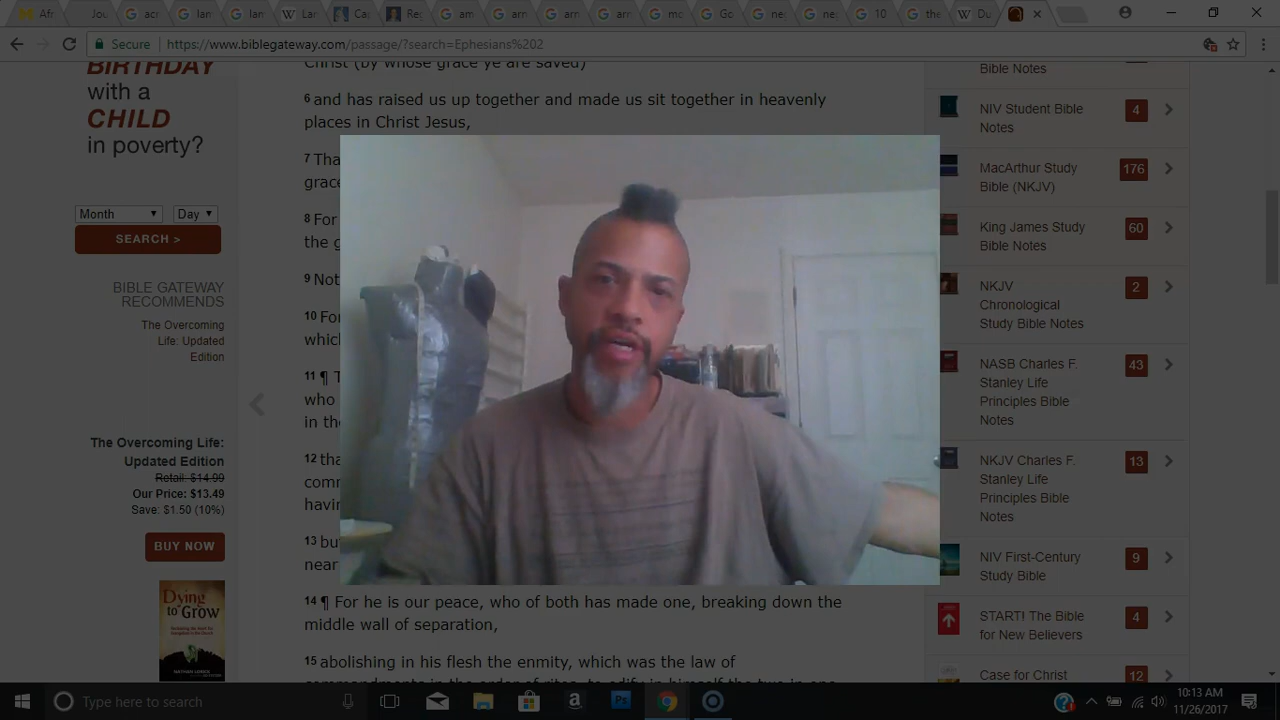 Secure
https://www.biblegateway.com/passage/?search=Ephesians%202
BIRTHDAY
with a
CHILD
in poverty?
Month
Day
SEARCH >
BIBLE GATEWAY
RECOMMENDS
The Overcoming
Life: Updated
Edition
The Overcoming Life:
Updated Edition
Retail: $14.99
Our Price: $13.49
Save: $1.50 (10%)
BUY NOW
Dying
to Grow
Christ (by whose grace ye are saved)
6 and has raised us up together and made us sit together in heavenly
places in Christ Jesus,
7 Tha
grace
8 For
the g
9 Not
10 For
which
11 ¶ T
who
in the
12 tha
comm
havin
13 bu
near
14 ¶ For he is our peace, who of both has made one, breaking down the
middle wall of separation,
15 abolishing in his flesh the enmity, which was the law of
Bible Notes
NIV Student Bible
Notes
4
MacArthur Study
Bible (NKJV)
176
King James Study
Bible Notes
60
NKJV
Chronological
Study Bible Notes
2
NASB Charles F.
Stanley Life
Principles Bible
Notes
43
NKJV Charles F.
Stanley Life
Principles Bible
Notes
13
NIV First-Century
Study Bible
9
START! The Bible
for New Believers
4
Case for Christ
12
Type here to search
10:13 AM
11/26/2017